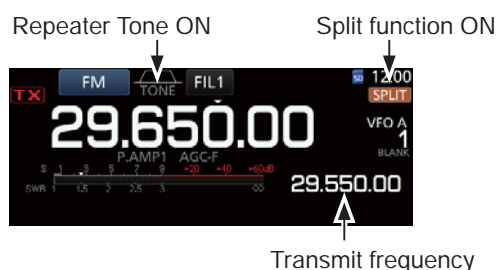 Repeater Tone ON Split function ON
FM TONE FIL1 SD 12:00
TX SPLIT
29.650.00 VFO A
1
P.AMP1 AGC-F BLANK
S 1 3 5 7 9 +20 +40 +60dB
SWR 1 1.5 2 2.5 3 ∞ 29.550.00
Transmit frequency